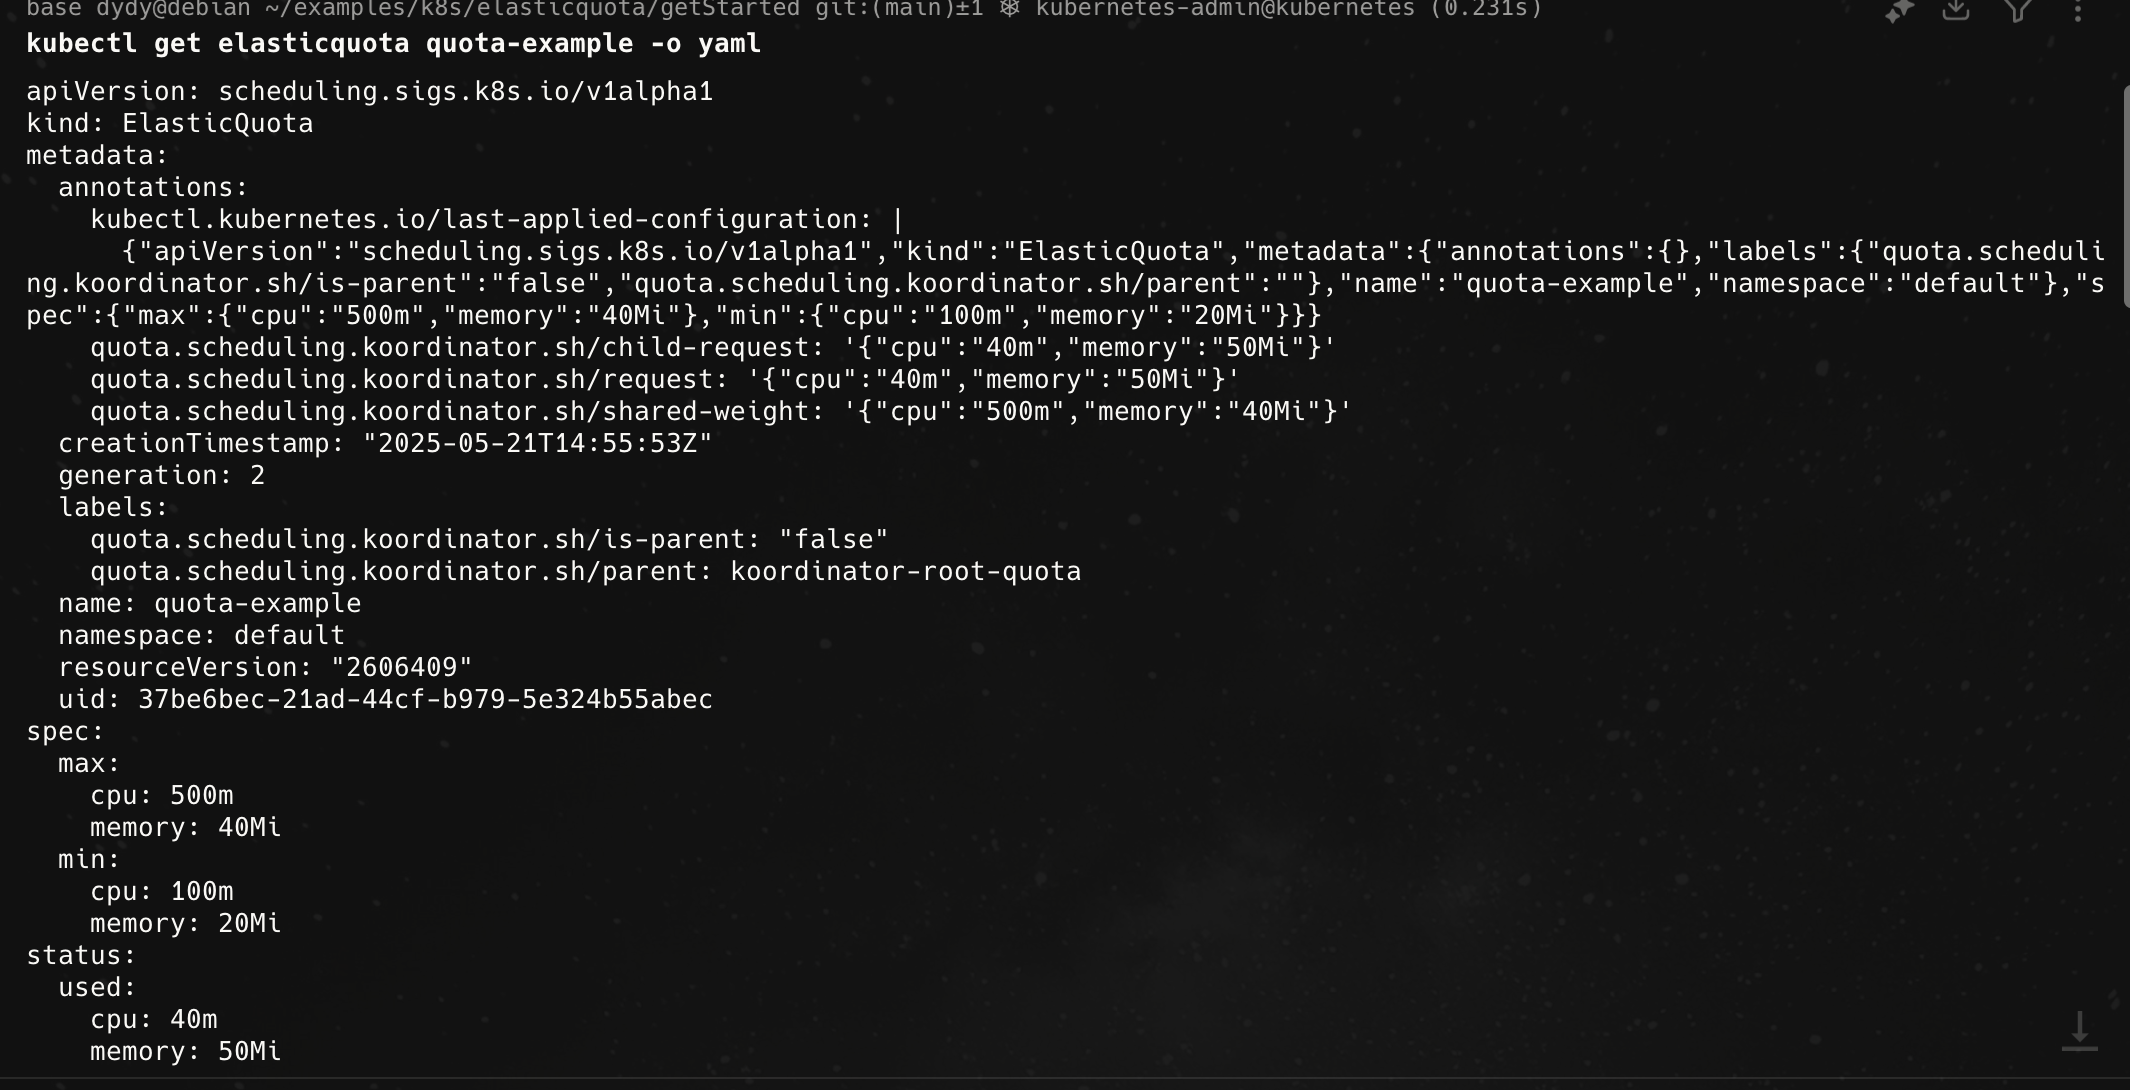 base dydy@debian ~/examples/k8s/elasticquota/getStarted git:(main)±1 ⎈ kubernetes-admin@kubernetes (0.231s)
kubectl get elasticquota quota-example -o yaml
apiVersion: scheduling.sigs.k8s.io/v1alpha1
kind: ElasticQuota
metadata:
  annotations:
    kubectl.kubernetes.io/last-applied-configuration: |
      {"apiVersion":"scheduling.sigs.k8s.io/v1alpha1","kind":"ElasticQuota","metadata":{"annotations":{},"labels":{"quota.scheduli
ng.koordinator.sh/is-parent":"false","quota.scheduling.koordinator.sh/parent":""},"name":"quota-example","namespace":"default"},"s
pec":{"max":{"cpu":"500m","memory":"40Mi"},"min":{"cpu":"100m","memory":"20Mi"}}}
    quota.scheduling.koordinator.sh/child-request: '{"cpu":"40m","memory":"50Mi"}'
    quota.scheduling.koordinator.sh/request: '{"cpu":"40m","memory":"50Mi"}'
    quota.scheduling.koordinator.sh/shared-weight: '{"cpu":"500m","memory":"40Mi"}'
  creationTimestamp: "2025-05-21T14:55:53Z"
  generation: 2
  labels:
    quota.scheduling.koordinator.sh/is-parent: "false"
    quota.scheduling.koordinator.sh/parent: koordinator-root-quota
  name: quota-example
  namespace: default
  resourceVersion: "2606409"
  uid: 37be6bec-21ad-44cf-b979-5e324b55abec
spec:
  max:
    cpu: 500m
    memory: 40Mi
  min:
    cpu: 100m
    memory: 20Mi
status:
  used:
    cpu: 40m
    memory: 50Mi